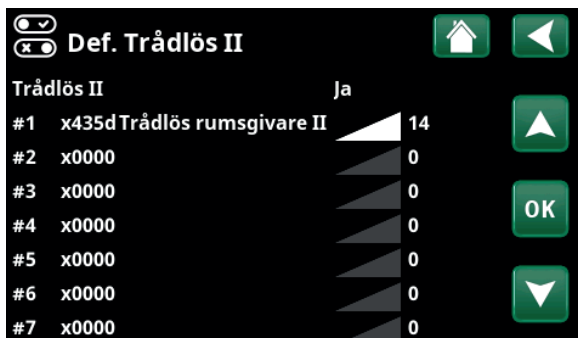 Def. Trådlös II
Trådlös II Ja
#1 x435d Trådlös rumsgivare II 14
#2 x0000 0
#3 x0000 0
#4 x0000 0
OK
#5 x0000 0
#6 x0000 0
#7 x0000 0